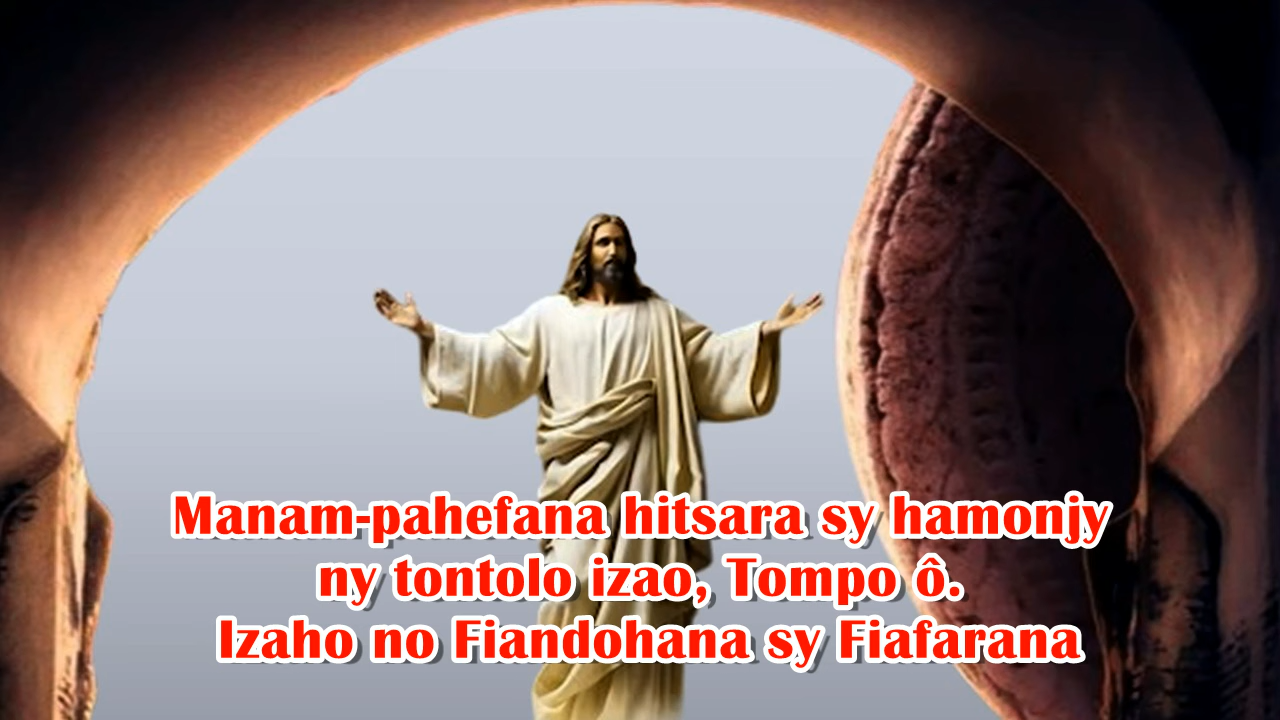 Manam-pahefana hitsara sy hamonjy
ny tontolo izao, Tompo ô.
Izaho no Fiandohana sy Fiafarana